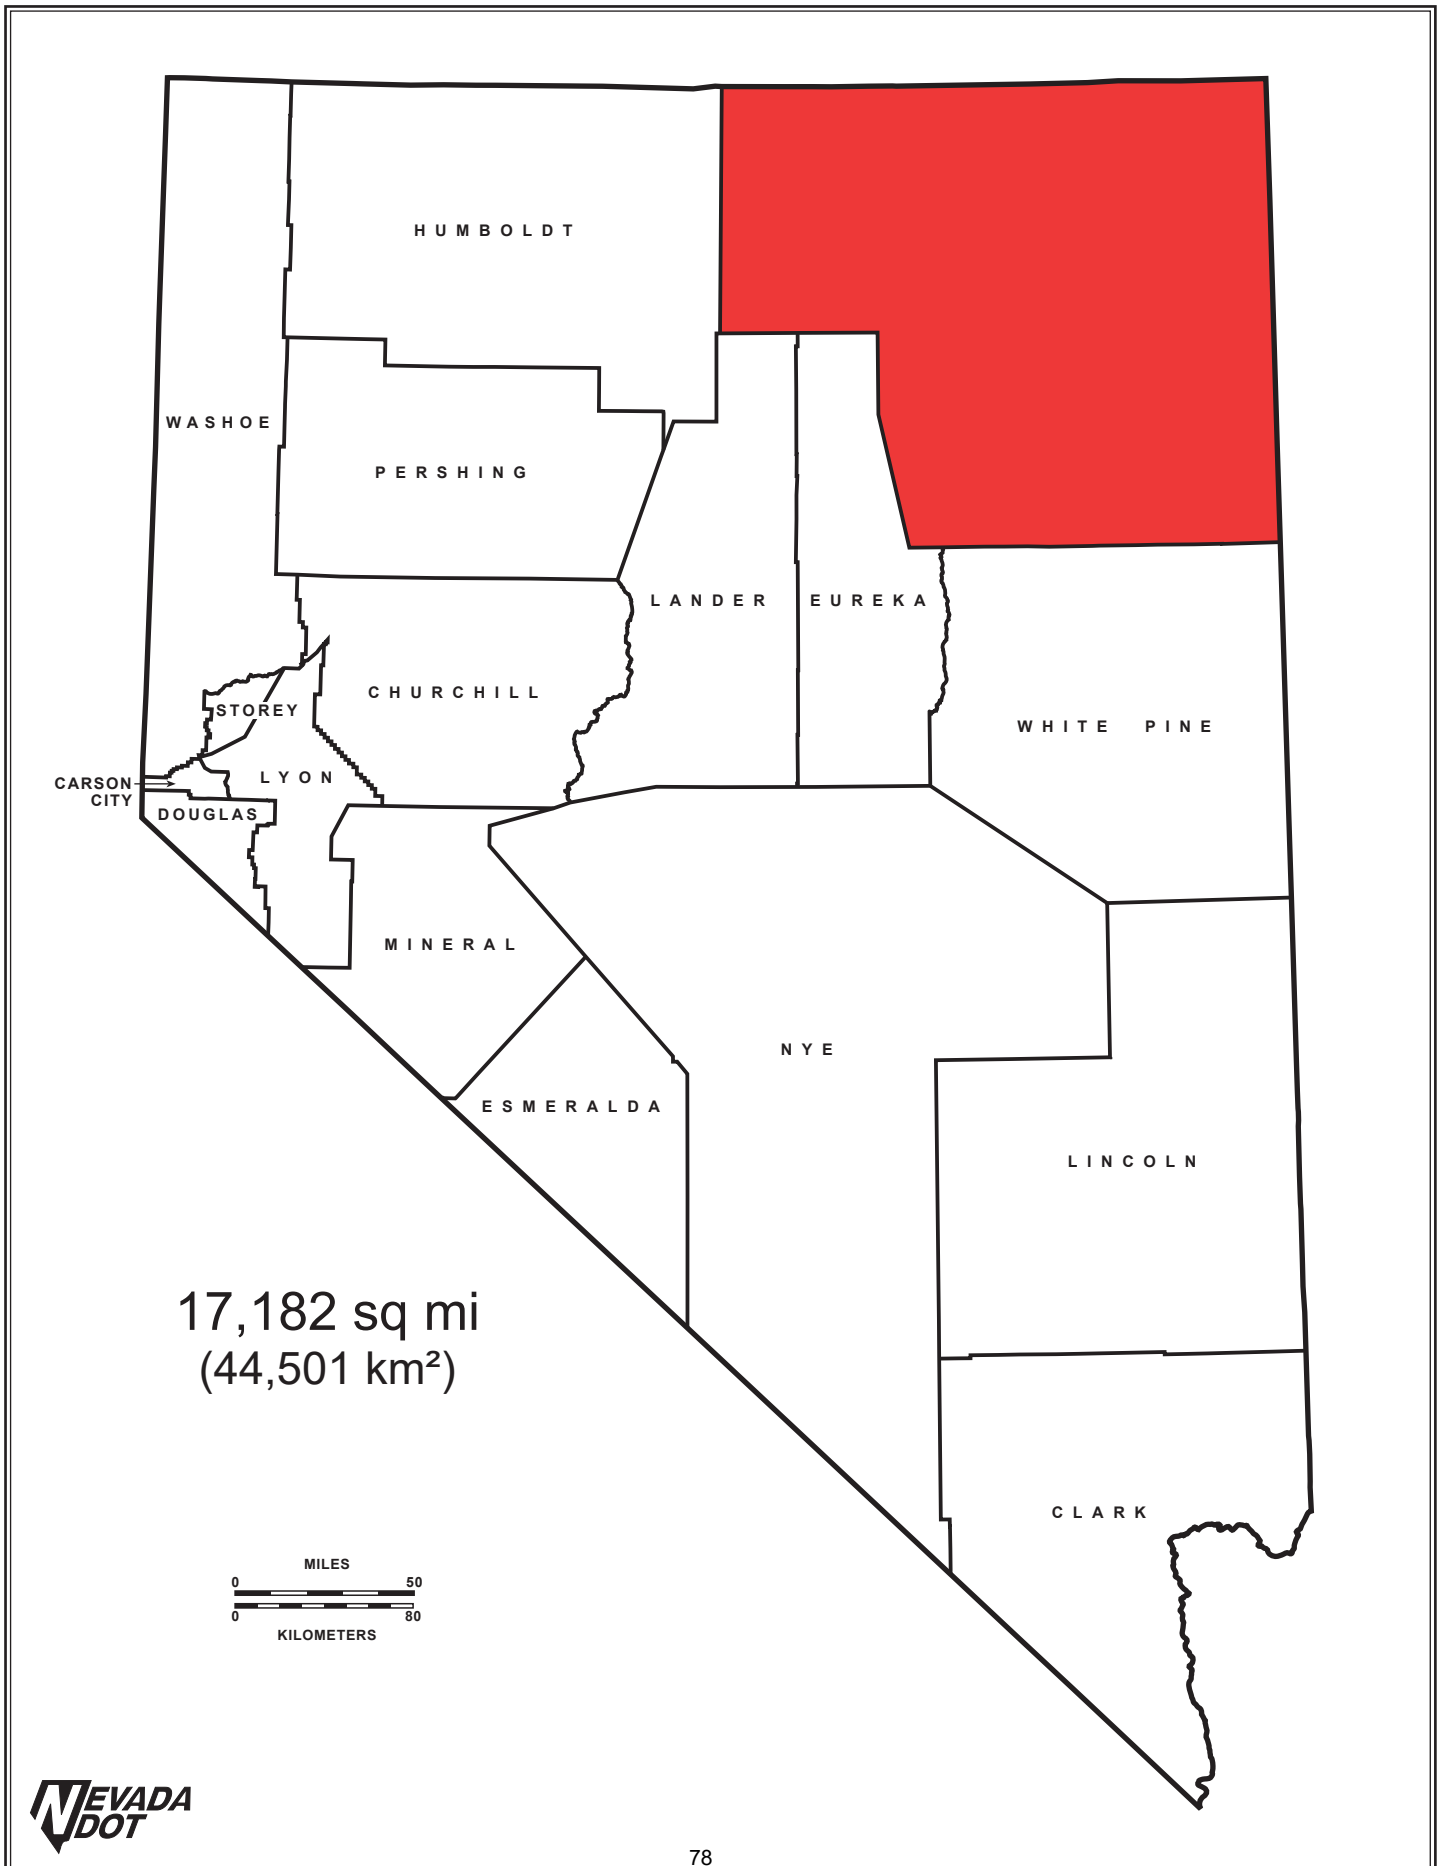 HUMBOLDT
WASHOE
PERSHING
LANDER
EUREKA
CHURCHILL
STOREY
WHITE PINE
LYON
CARSON
CITY
DOUGLAS
MINERAL
NYE
ESMERALDA
LINCOLN
17,182 sq mi
(44,501 km²)
CLARK
MILES
0 50
0 80
KILOMETERS
NEVADA
DOT
78